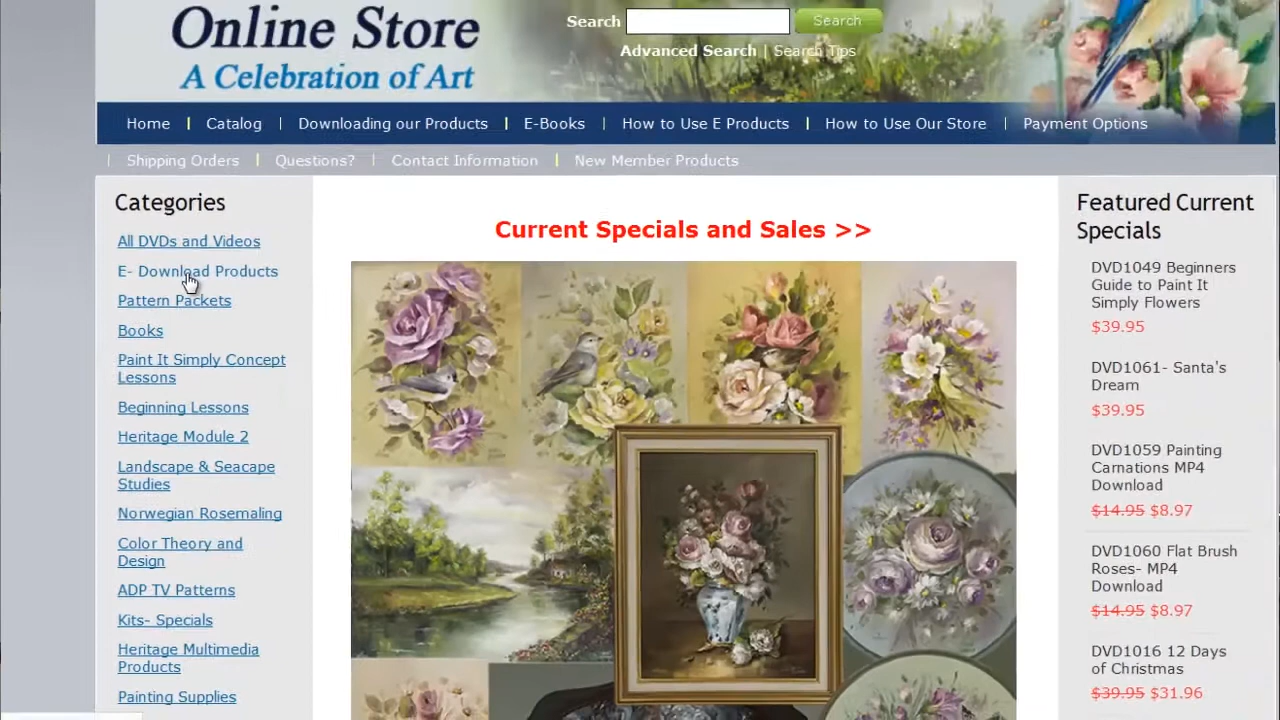 Online Store
A Celebration of Art
Search
Search
Advanced Search | Search Tips
Home
Catalog
Downloading our Products
E-Books
How to Use E Products
How to Use Our Store
Payment Options
Shipping Orders
Questions?
Contact Information
New Member Products
Categories
All DVDs and Videos
E- Download Products
Pattern Packets
Books
Paint It Simply Concept
Lessons
Beginning Lessons
Heritage Module 2
Landscape & Seacape
Studies
Norwegian Rosemaling
Color Theory and
Design
ADP TV Patterns
Kits- Specials
Heritage Multimedia
Products
Painting Supplies
Current Specials and Sales >>
Featured Current
Specials
DVD1049 Beginners
Guide to Paint It
Simply Flowers
$39.95
DVD1061- Santa's
Dream
$39.95
DVD1059 Painting
Carnations MP4
Download
$14.95 $8.97
DVD1060 Flat Brush
Roses- MP4
Download
$14.95 $8.97
DVD1016 12 Days
of Christmas
$39.95 $31.96